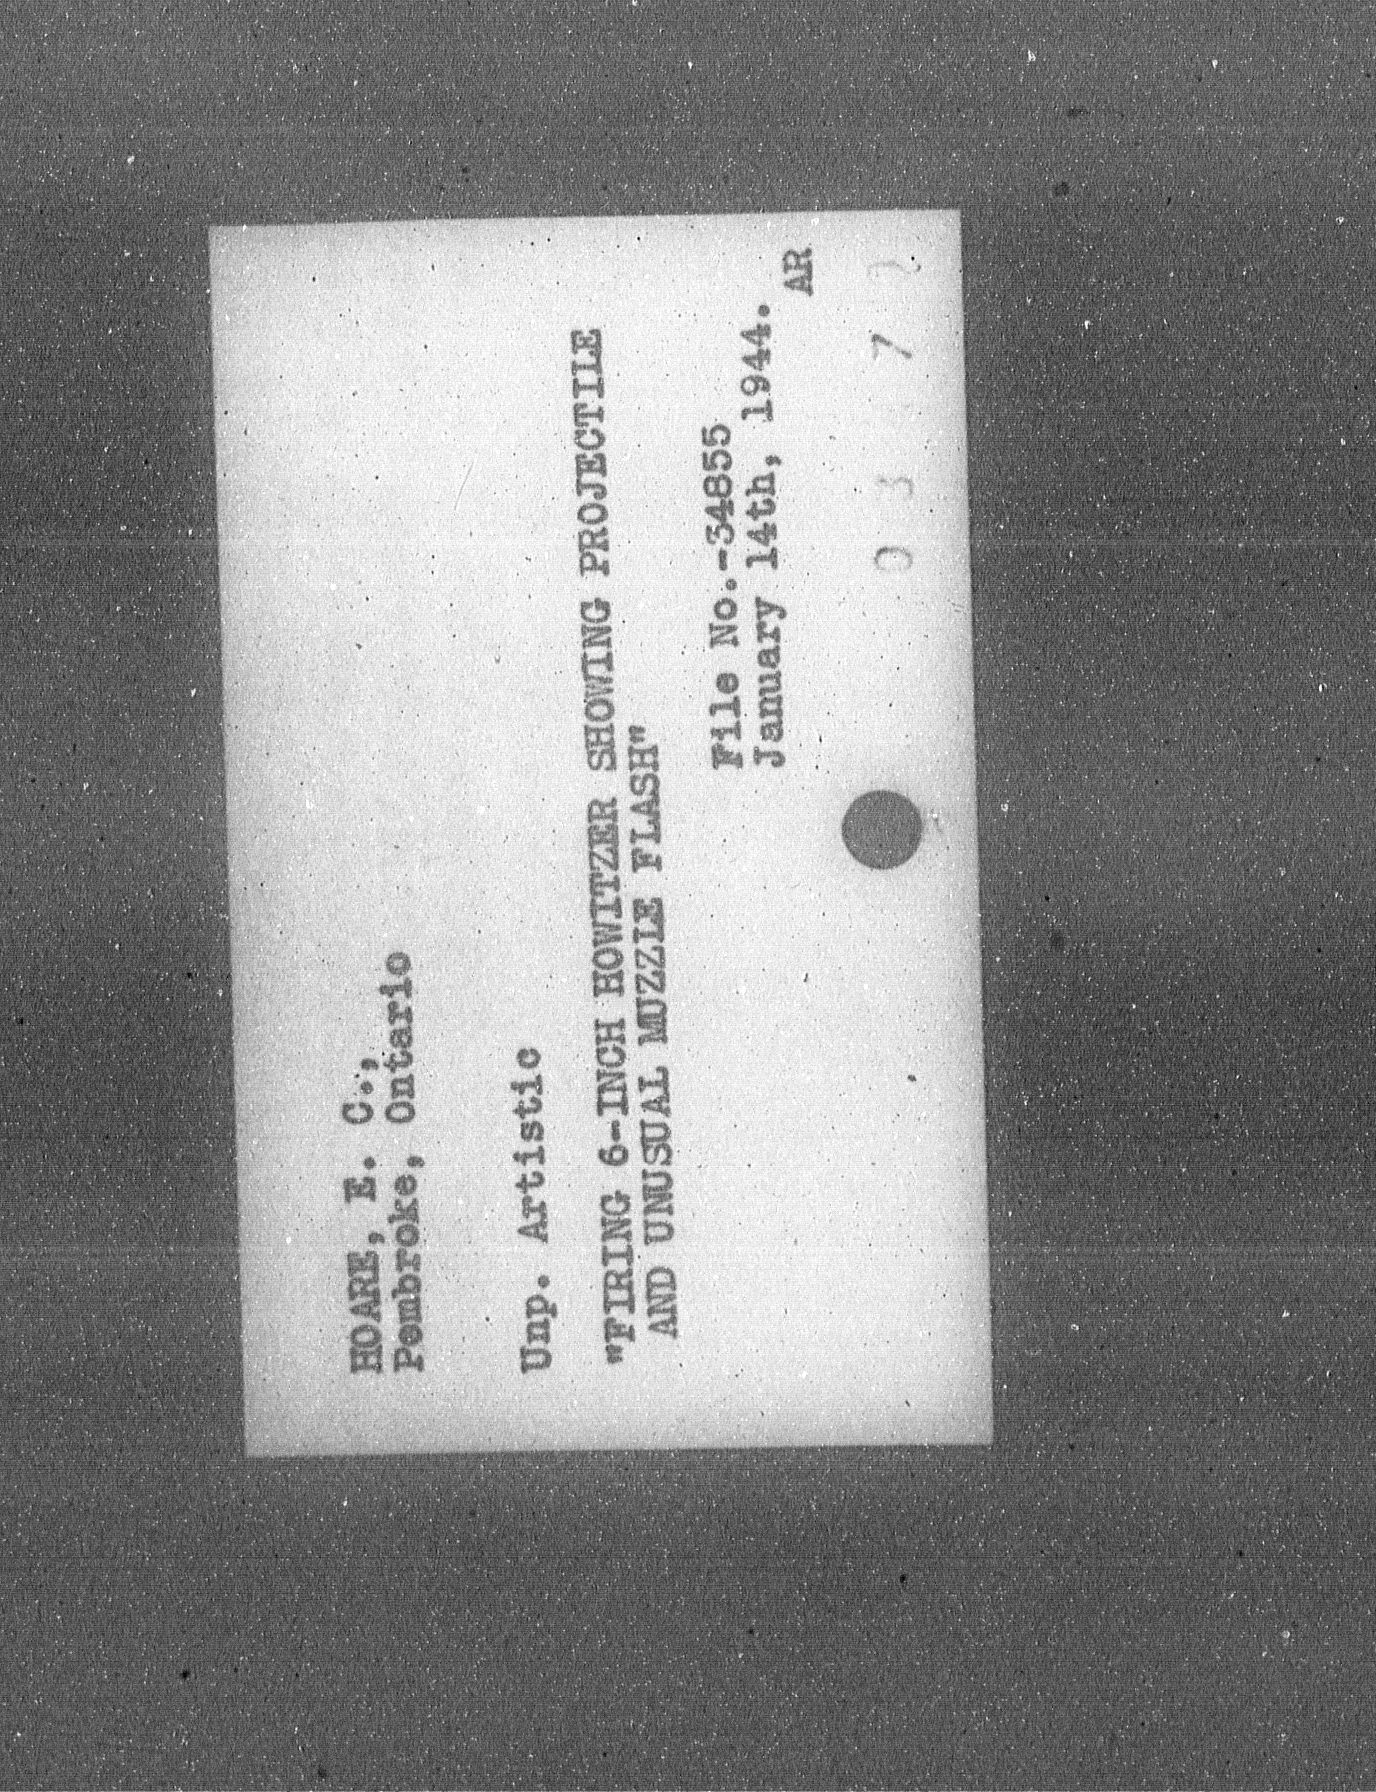 HOARE, E. C.,
Pembroke, Ontario
Unp. Artistic
"FIRING 6-INCH HOWITZER SHOWING PROJECTILE
AND UNUSUAL MUZZLE FLASH"
File No.-34855
January 14th, 1944.
AR